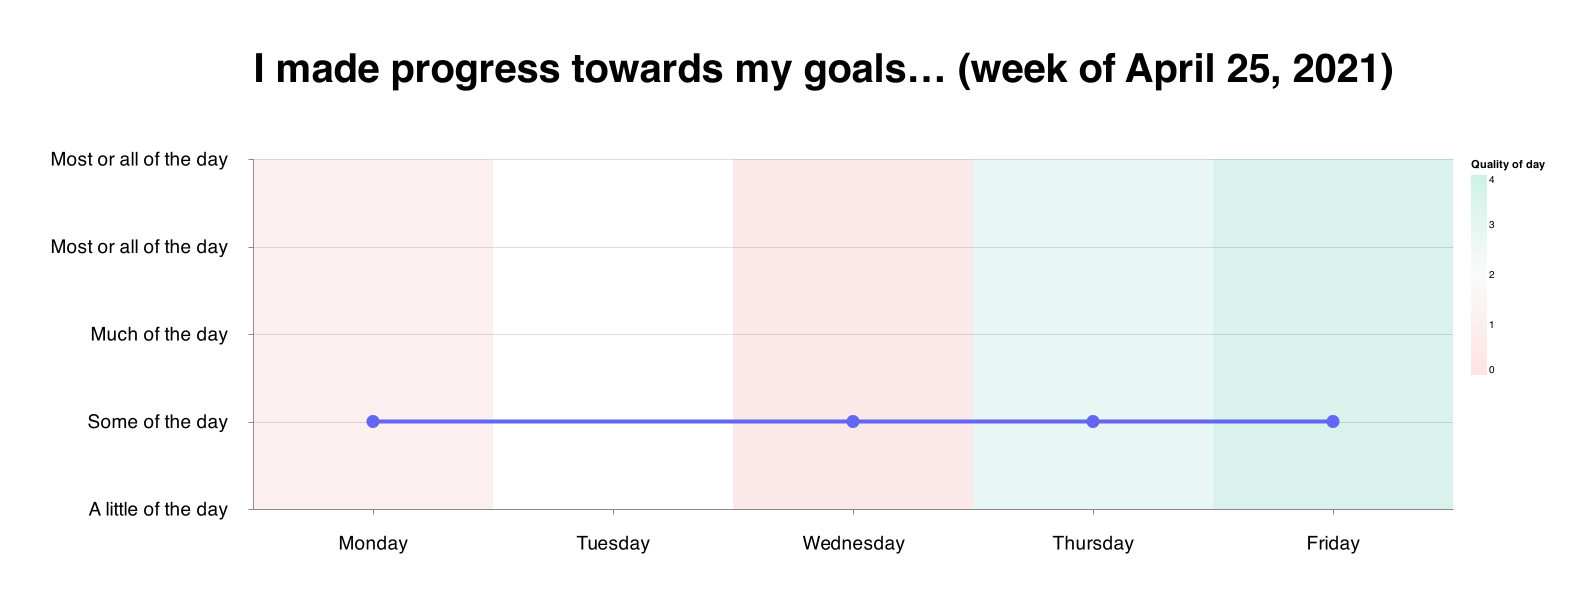 I made progress towards my goals… (week of April 25, 2021)
Most or all of the day
Most or all of the day
Much of the day
Some of the day
A little of the day
Monday Tuesday Wednesday Thursday Friday
Quality of day
4
3
2
1
0